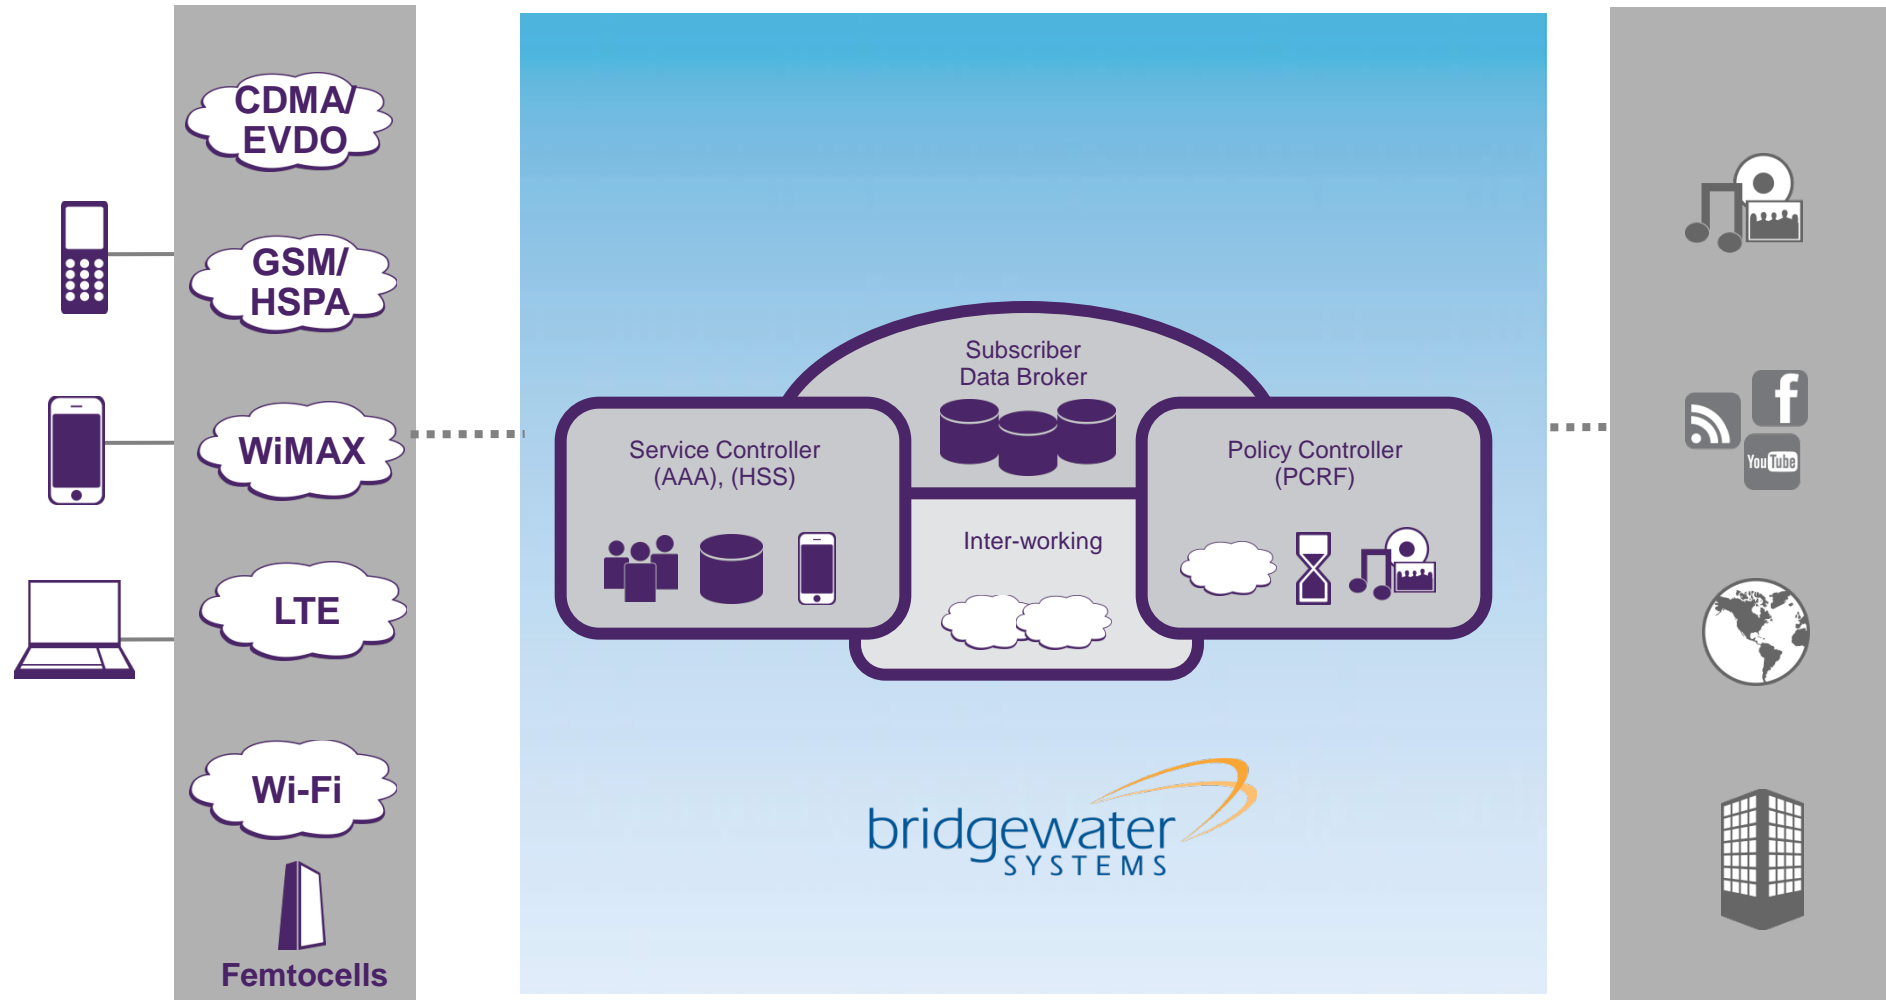 CDMA/
EVDO
GSM/
HSPA
WiMAX
LTE
Wi-Fi
Femtocells
Subscriber
Data Broker
Service Controller
(AAA), (HSS)
Policy Controller
(PCRF)
Inter-working
bridgewater
SYSTEMS
f
You Tube